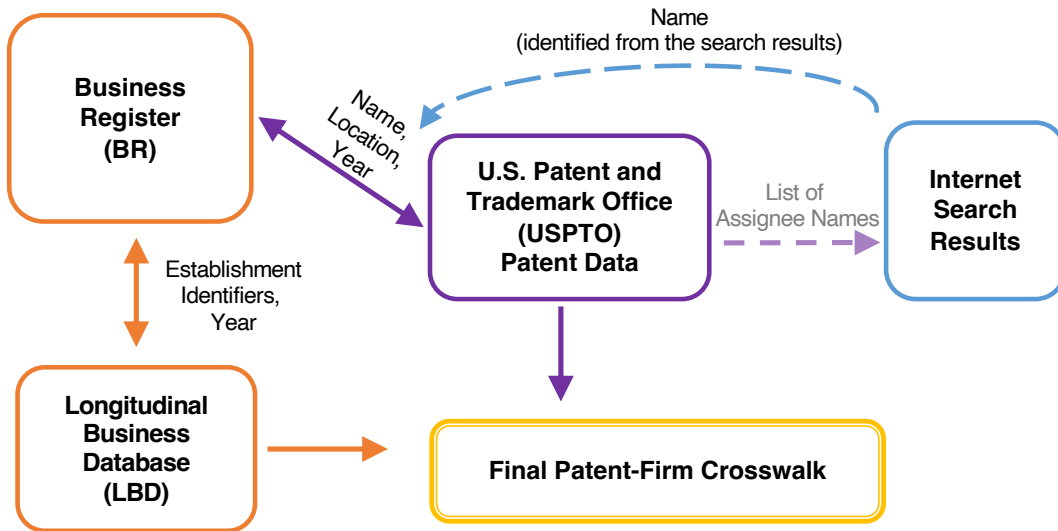 Name
(identified from the search results)
Business
Register
(BR)
Name,
Location,
Year
U.S. Patent and
Trademark Office
(USPTO)
Patent Data
List of
Assignee Names
Internet
Search
Results
Establishment
Identifiers,
Year
Longitudinal
Business
Database
(LBD)
Final Patent-Firm Crosswalk